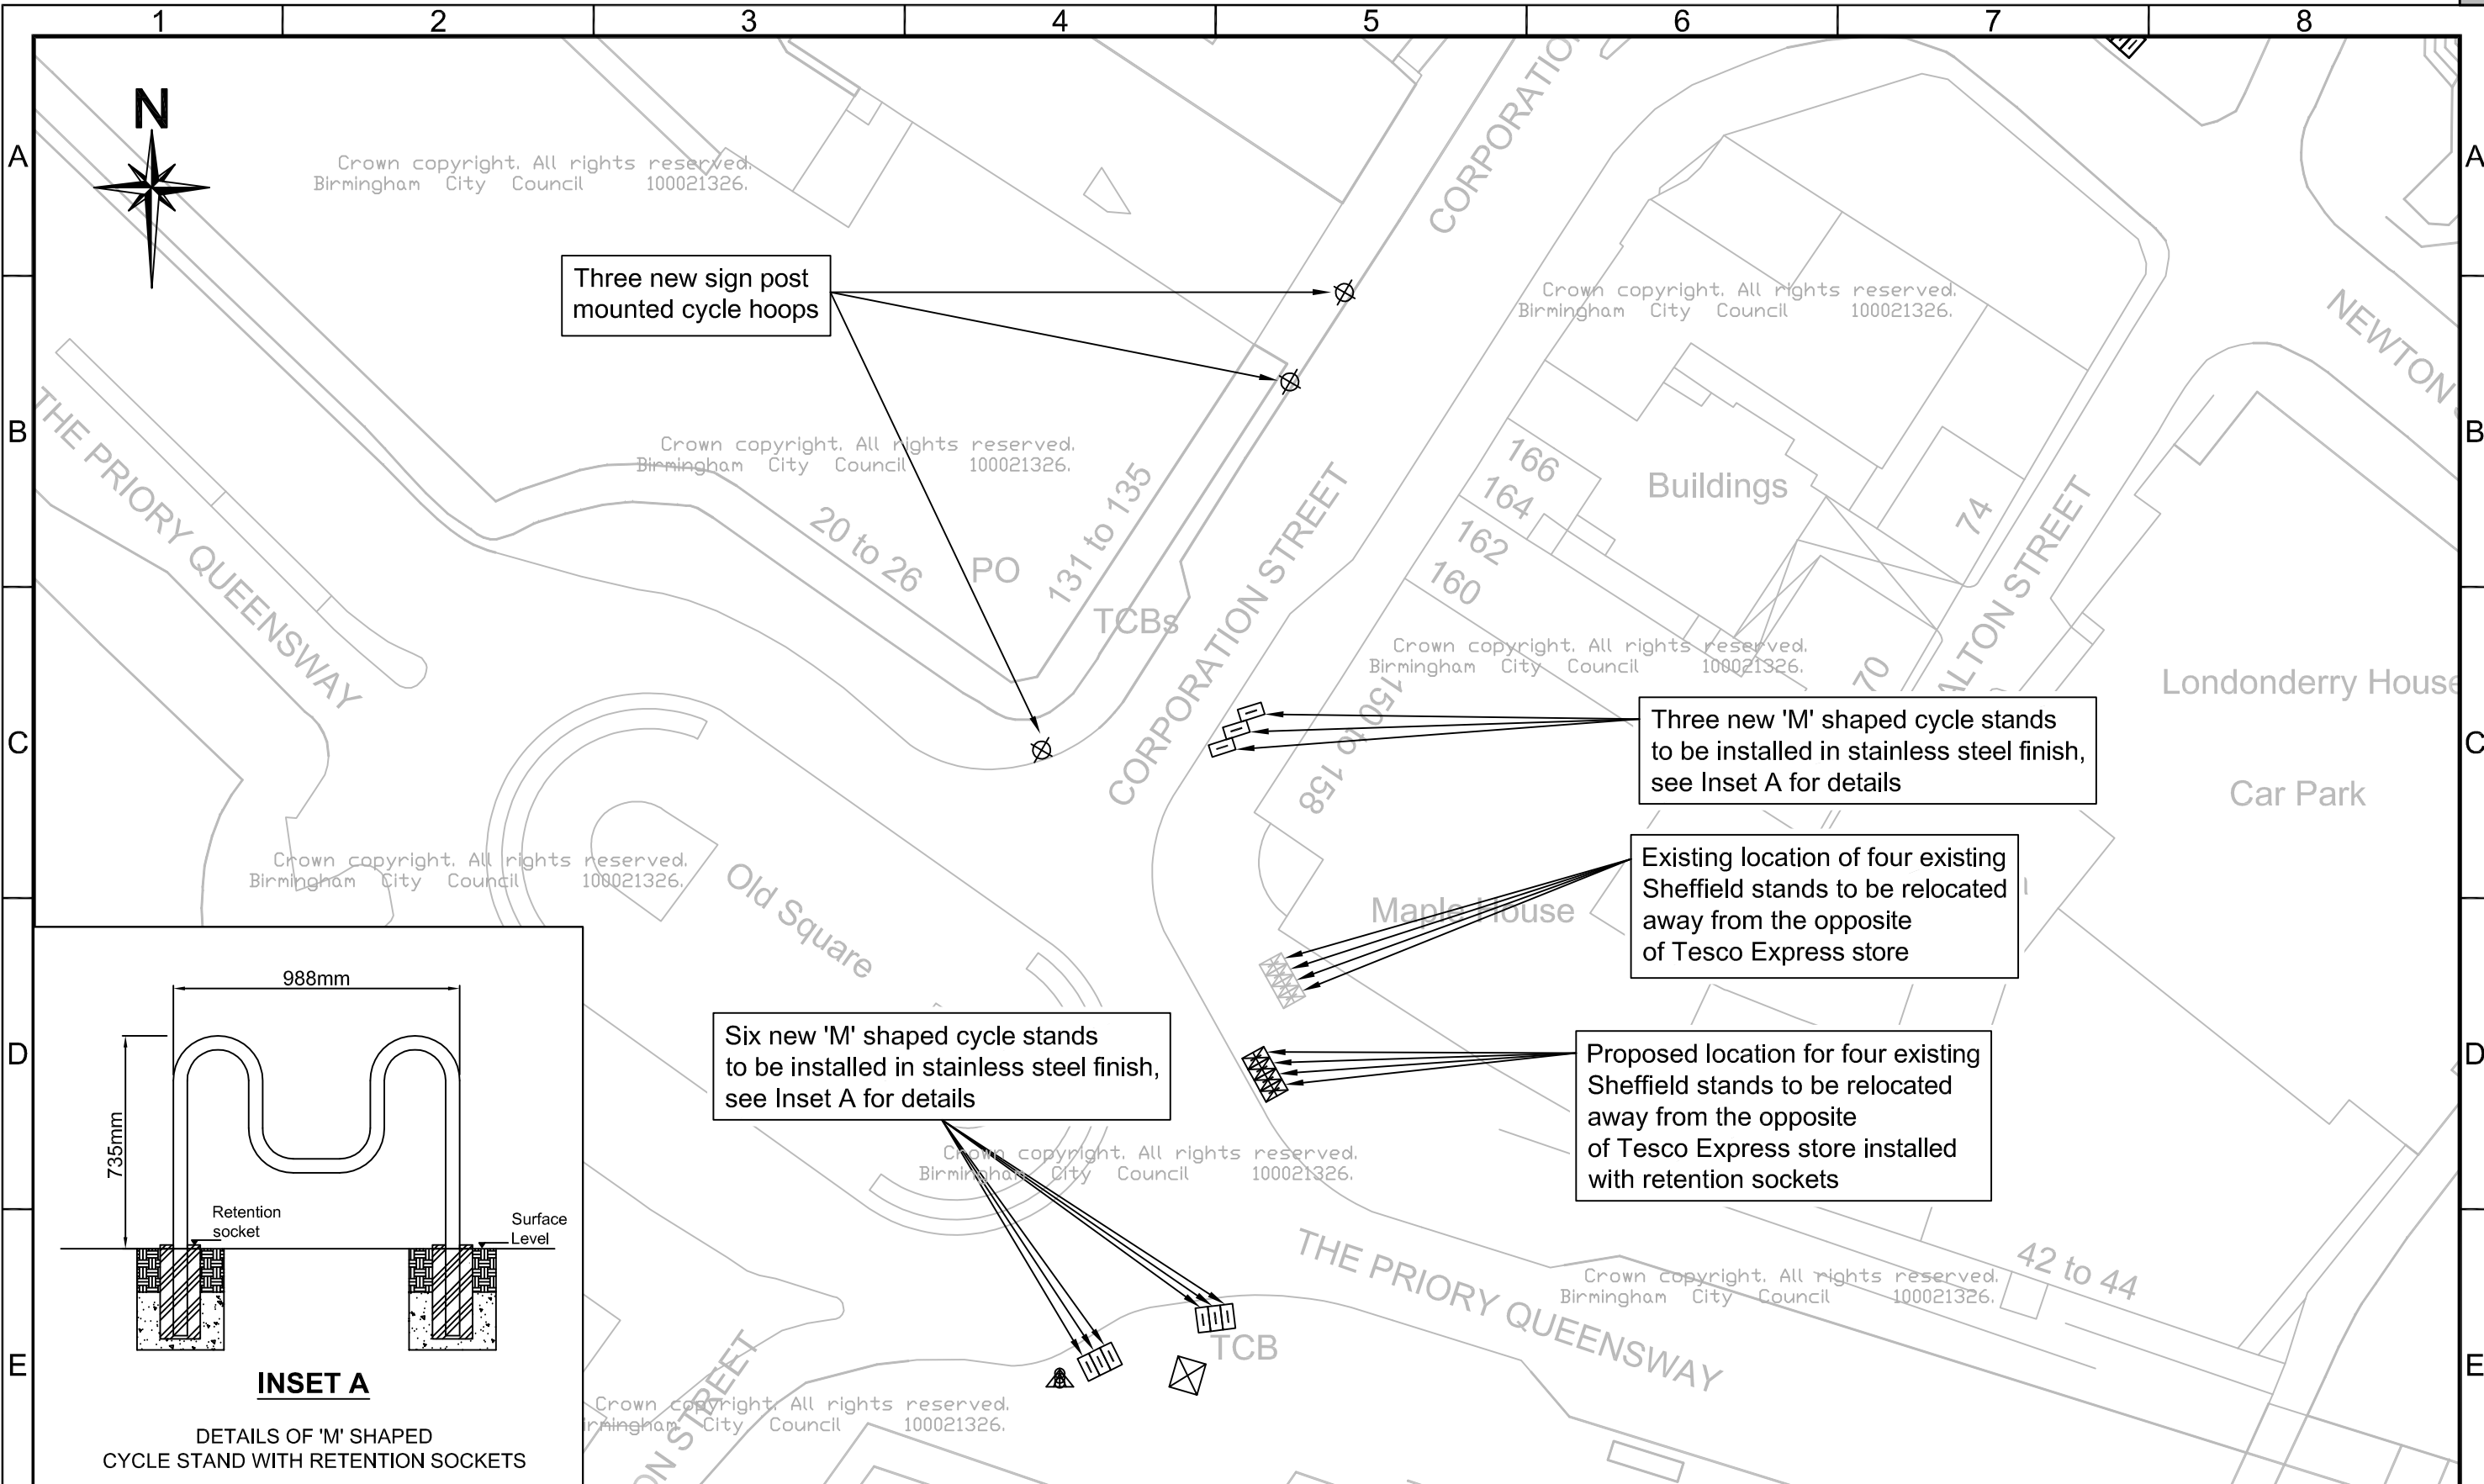 1 2 3 4 5 6 7 8
A
A
N
CORPORATION
Crown copyright. All rights reserved.
Birmingham City Council 100021326.
Three new sign post
mounted cycle hoops
Crown copyright. All rights reserved.
Birmingham City Council 100021326.
NEWTON
B
B
THE PRIORY QUEENSWAY
Crown copyright. All rights reserved.
Birmingham City Council 100021326.
20 to 26
PO
131 to 135
TCBs
CORPORATION STREET
166
164
162
160
Buildings
74
70
ALTON STREET
Crown copyright. All rights reserved.
Birmingham City Council 100021326.
Londonderry House
Car Park
C
C
150 to 158
Three new 'M' shaped cycle stands
to be installed in stainless steel finish,
see Inset A for details
Crown copyright. All rights reserved.
Birmingham City Council 100021326.
Old Square
Maple House
Existing location of four existing
Sheffield stands to be relocated
away from the opposite
of Tesco Express store
D
D
Six new 'M' shaped cycle stands
to be installed in stainless steel finish,
see Inset A for details
Proposed location for four existing
Sheffield stands to be relocated
away from the opposite
of Tesco Express store installed
with retention sockets
Crown copyright. All rights reserved.
Birmingham City Council 100021326.
THE PRIORY QUEENSWAY
42 to 44
Crown copyright. All rights reserved.
Birmingham City Council 100021326.
TCB
E
E
Crown copyright. All rights reserved.
irmingham City Council 100021326.
ON STREET
988mm
735mm
Retention
socket
Surface
Level
INSET A
DETAILS OF 'M' SHAPED
CYCLE STAND WITH RETENTION SOCKETS